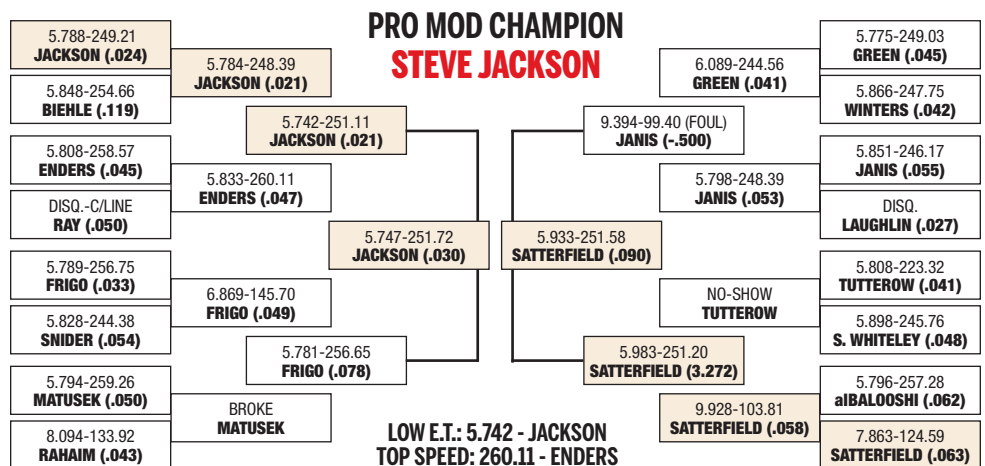 PRO MOD CHAMPION
STEVE JACKSON
5.788-249.21
JACKSON (.024)
5.848-254.66
BIEHLE (.119)
5.808-258.57
ENDERS (.045)
DISQ.-C/LINE
RAY (.050)
5.789-256.75
FRIGO (.033)
5.828-244.38
SNIDER (.054)
5.794-259.26
MATUSEK (.050)
8.094-133.92
RAHAIM (.043)
5.784-248.39
JACKSON (.021)
5.833-260.11
ENDERS (.047)
6.869-145.70
FRIGO (.049)
BROKE
MATUSEK
5.742-251.11
JACKSON (.021)
5.781-256.65
FRIGO (.078)
5.747-251.72
JACKSON (.030)
5.933-251.58
SATTERFIELD (.090)
9.394-99.40 (FOUL)
JANIS (-.500)
5.983-251.20
SATTERFIELD (3.272)
6.089-244.56
GREEN (.041)
5.798-248.39
JANIS (.053)
NO-SHOW
TUTTEROW
9.928-103.81
SATTERFIELD (.058)
5.775-249.03
GREEN (.045)
5.866-247.75
WINTERS (.042)
5.851-246.17
JANIS (.055)
DISQ.
LAUGHLIN (.027)
5.808-223.32
TUTTEROW (.041)
5.898-245.76
S. WHITELEY (.048)
5.796-257.28
alBALOOSHI (.062)
7.863-124.59
SATTERFIELD (.063)
LOW E.T.: 5.742 - JACKSON
TOP SPEED: 260.11 - ENDERS